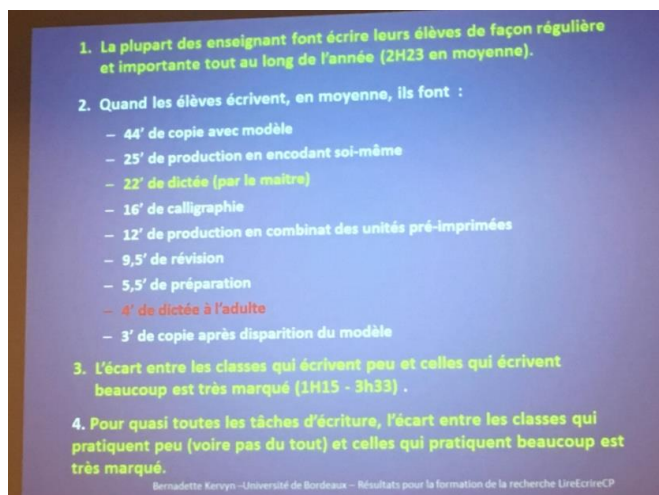 1. La plupart des enseignant font écrire leurs élèves de façon régulière
et importante tout au long de l'année (2H23 en moyenne).
2. Quand les élèves écrivent, en moyenne, ils font :
– 44' de copie avec modèle
– 25' de production en encodant soi-même
– 22' de dictée (par le maitre)
– 16' de calligraphie
– 12' de production en combinat des unités pré-imprimées
– 9,5' de révision
– 5,5' de préparation
– 4' de dictée à l'adulte
– 3' de copie après disparition du modèle
3. L'écart entre les classes qui écrivent peu et celles qui écrivent
beaucoup est très marqué (1H15 - 3h33) .
4. Pour quasi toutes les tâches d'écriture, l'écart entre les classes qui
pratiquent peu (voire pas du tout) et celles qui pratiquent beaucoup est
très marqué.
Bernadette Kervyn –Université de Bordeaux – Résultats pour la formation de la recherche LireEcrireCP